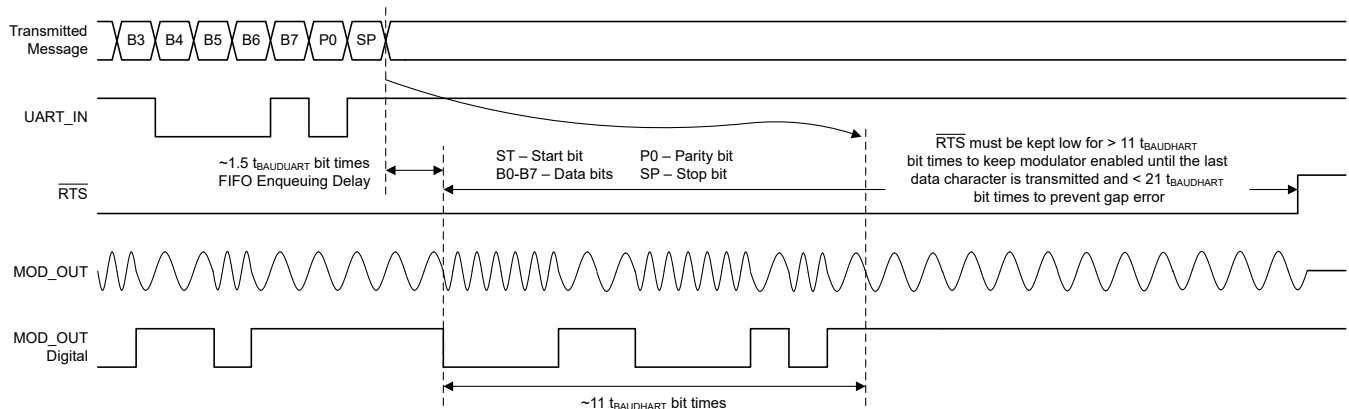 Transmitted
Message
B3 B4 B5 B6 B7 P0 SP
UART_IN
~1.5 tBAUDUART bit times
FIFO Enqueuing Delay
ST – Start bit
B0-B7 – Data bits
P0 – Parity bit
SP – Stop bit
RTS must be kept low for > 11 tBAUDHART
bit times to keep modulator enabled until the last
data character is transmitted and < 21 tBAUDHART
bit times to prevent gap error
RTS
MOD_OUT
MOD_OUT
Digital
~11 tBAUDHART bit times